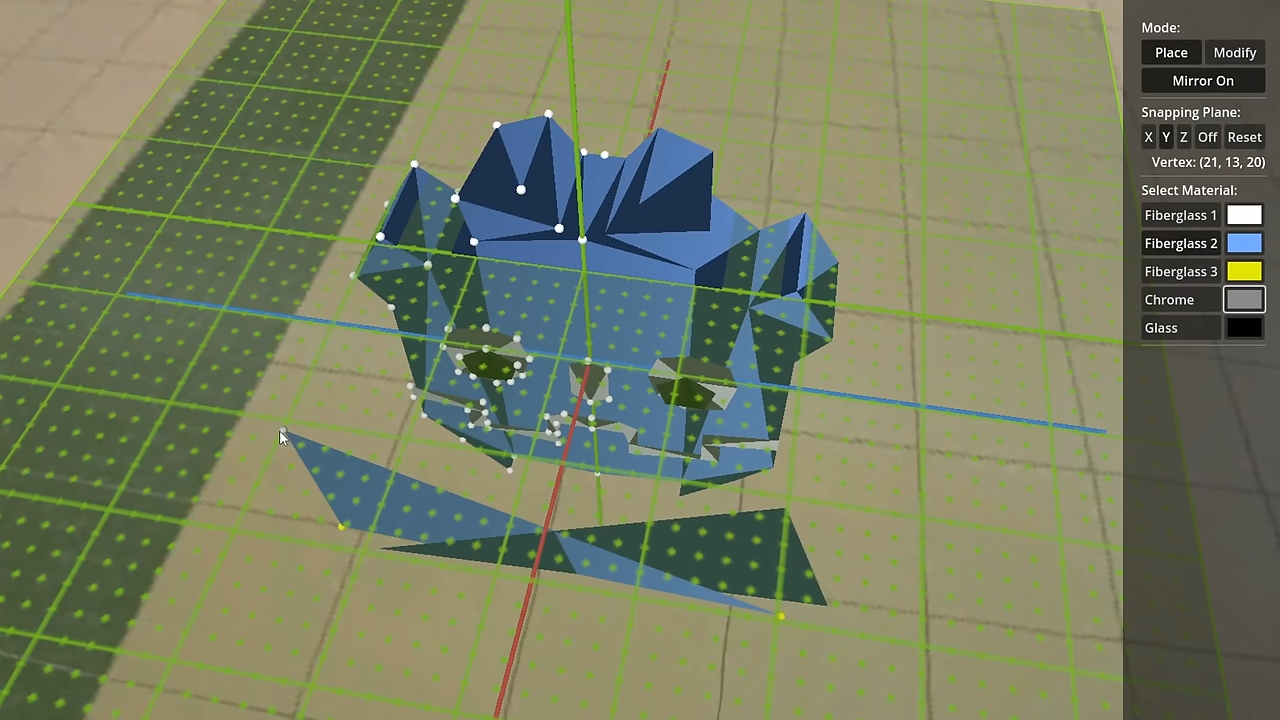 Mode:
Place Modify
Mirror On
Snapping Plane:
X Y Z Off Reset
Vertex: (21, 13, 20)
Select Material:
Fiberglass 1
Fiberglass 2
Fiberglass 3
Chrome
Glass